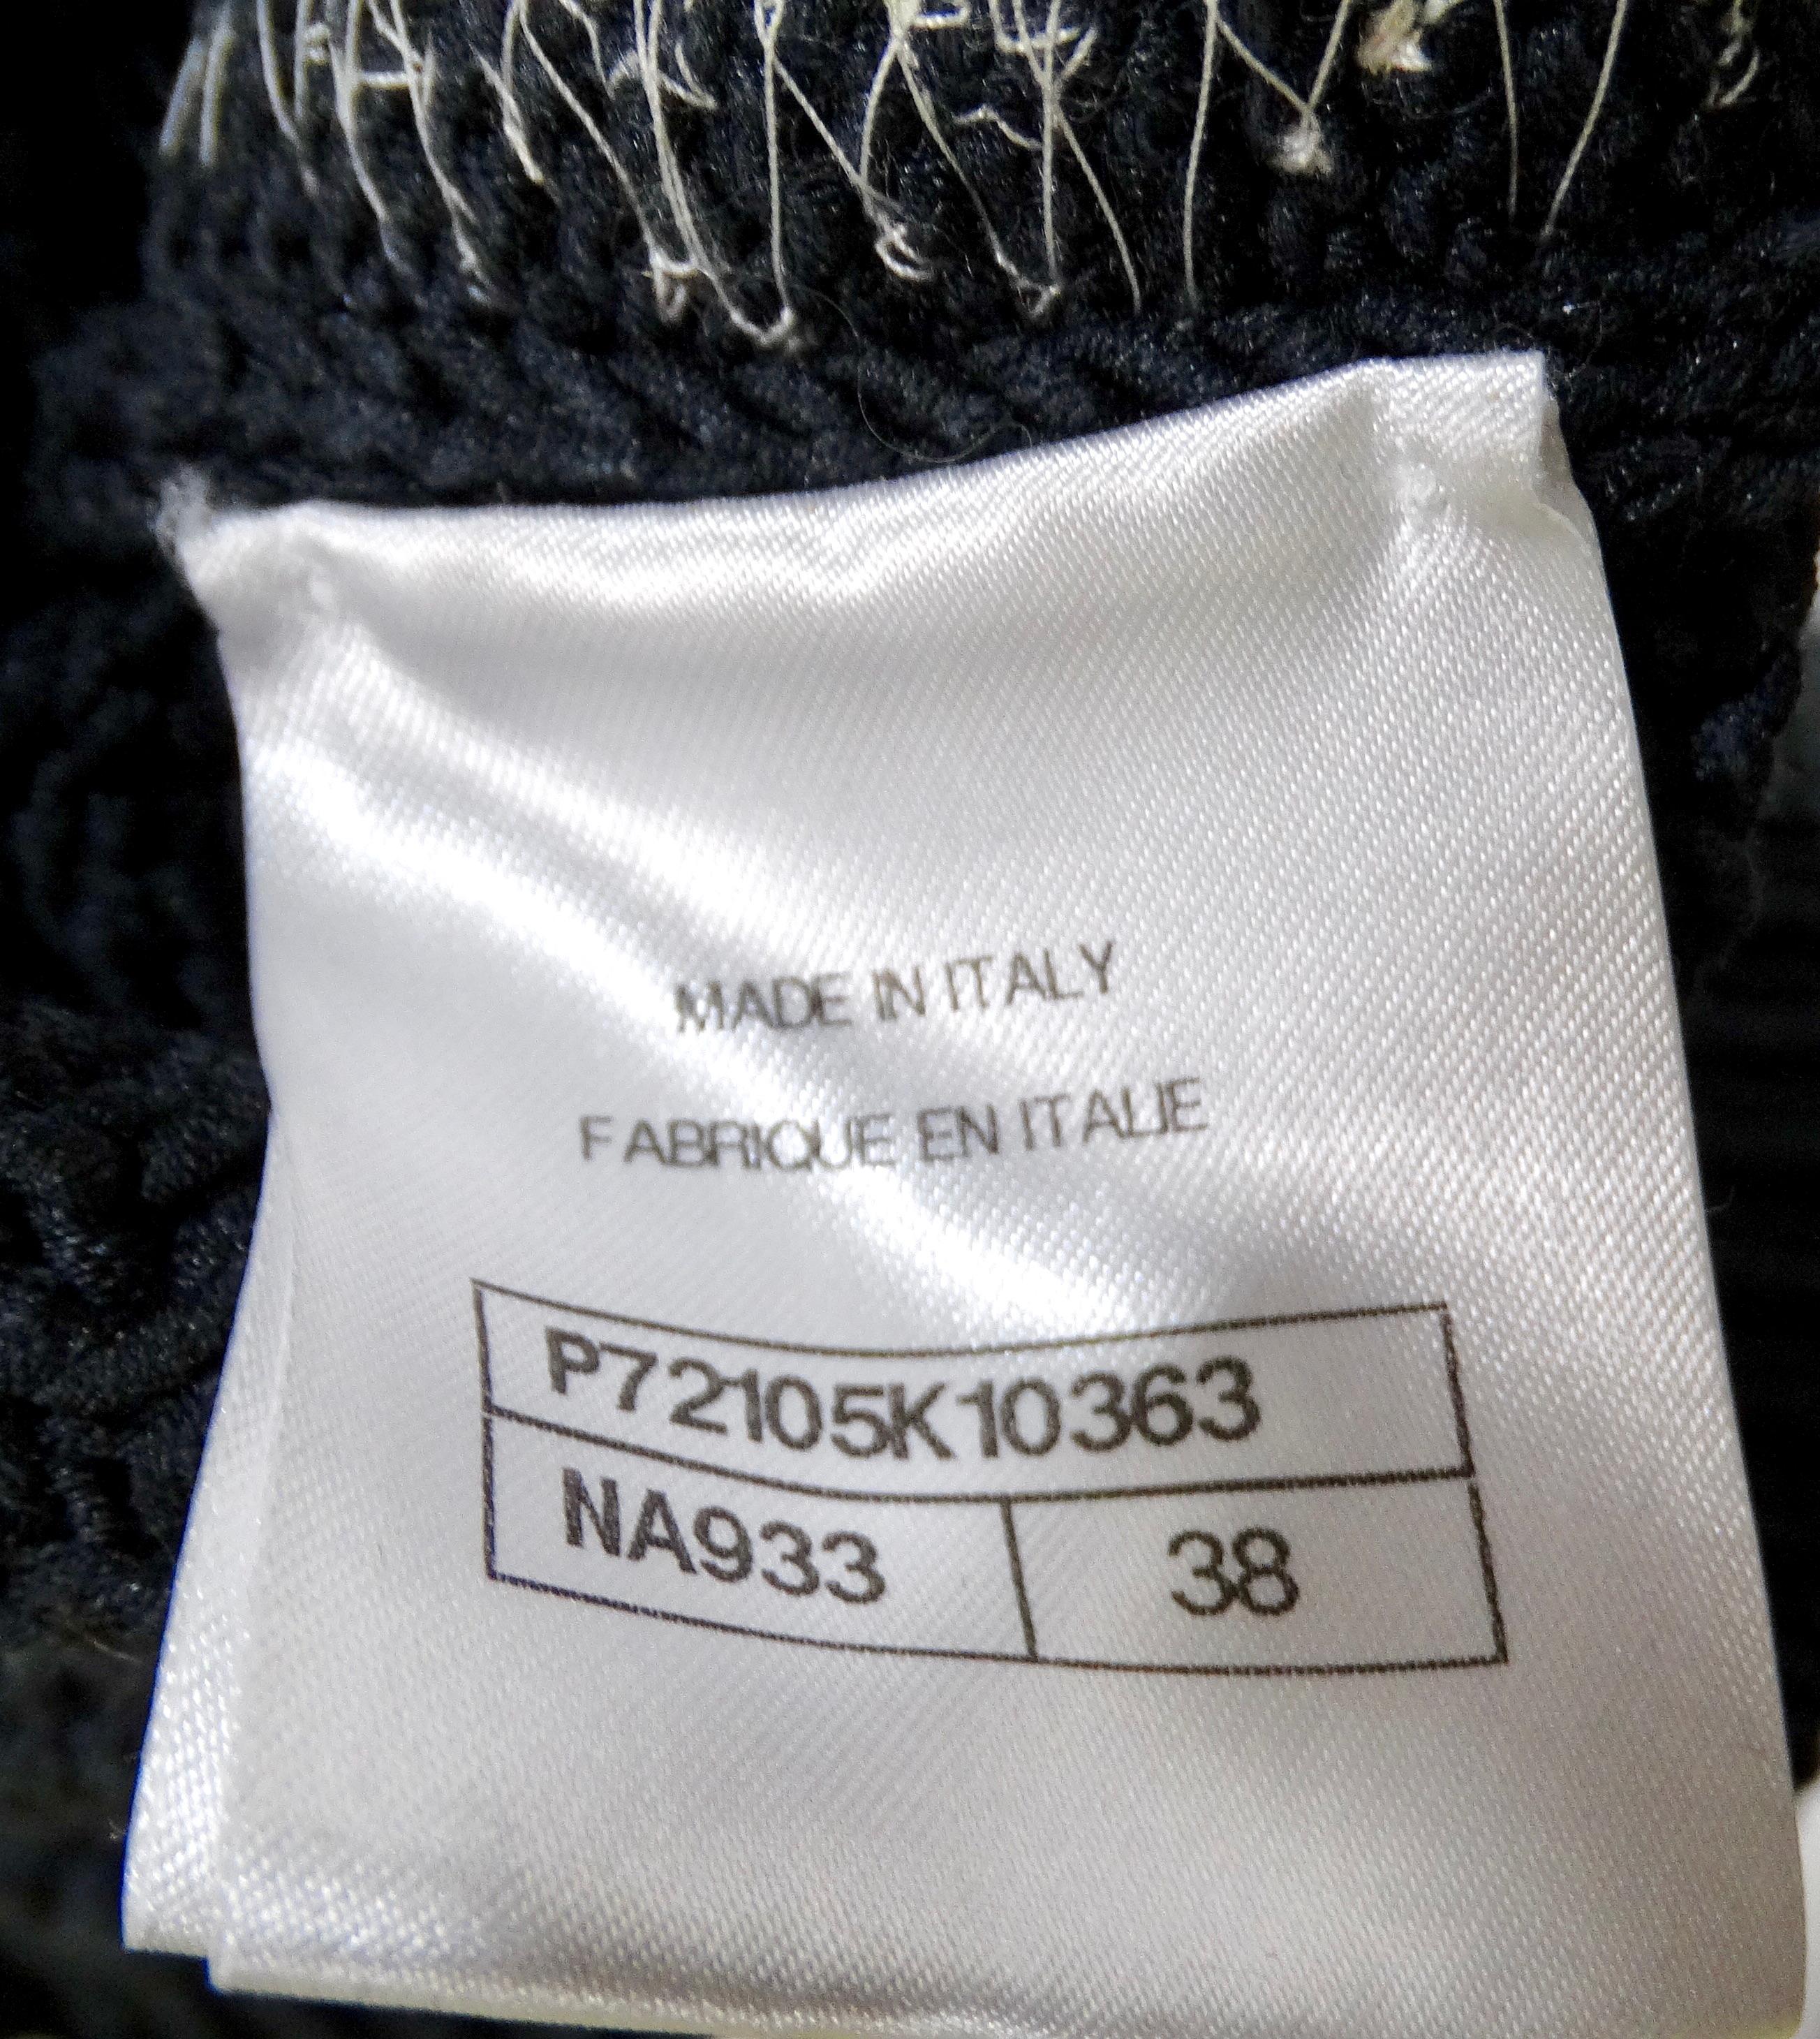 MADE IN ITALY
FABRIQUE EN ITALIE
P72105K10363
NA933 38